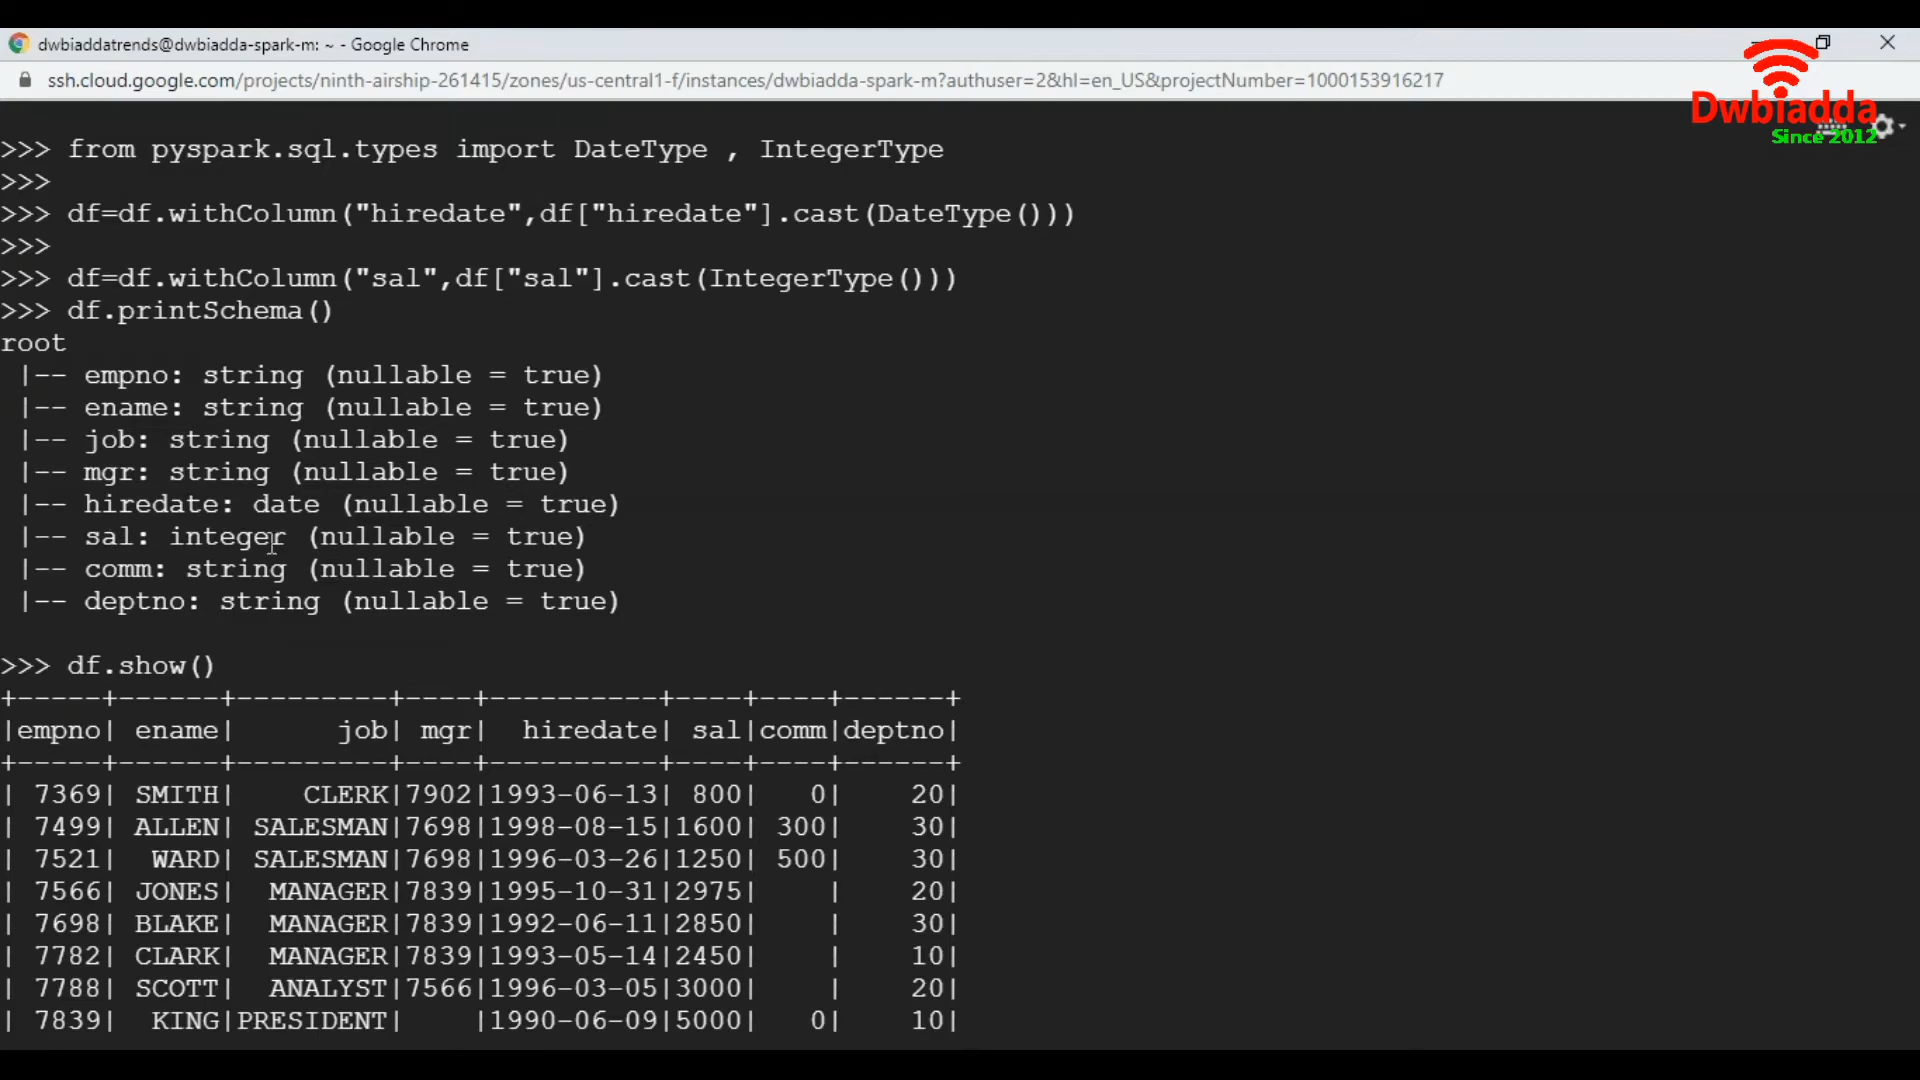 dwbiaddatrends@dwbiadda-spark-m: ~ - Google Chrome
ssh.cloud.google.com/projects/ninth-airship-261415/zones/us-central1-f/instances/dwbiadda-spark-m?authuser=2&hl=en_US&projectNumber=1000153916217
Dwbiadda
Since 2012
>>> from pyspark.sql.types import DateType , IntegerType
>>>
>>> df=df.withColumn("hiredate",df["hiredate"].cast(DateType()))
>>>
>>> df=df.withColumn("sal",df["sal"].cast(IntegerType()))
>>> df.printSchema()
root
 |-- empno: string (nullable = true)
 |-- ename: string (nullable = true)
 |-- job: string (nullable = true)
 |-- mgr: string (nullable = true)
 |-- hiredate: date (nullable = true)
 |-- sal: integer (nullable = true)
 |-- comm: string (nullable = true)
 |-- deptno: string (nullable = true)
>>> df.show()
+-----+------+---------+----+----------+----+----+------+
|empno| ename|      job| mgr|  hiredate| sal|comm|deptno|
+-----+------+---------+----+----------+----+----+------+
| 7369| SMITH|    CLERK|7902|1993-06-13| 800|   0|    20|
| 7499| ALLEN| SALESMAN|7698|1998-08-15|1600| 300|    30|
| 7521|  WARD| SALESMAN|7698|1996-03-26|1250| 500|    30|
| 7566| JONES|  MANAGER|7839|1995-10-31|2975|    |    20|
| 7698| BLAKE|  MANAGER|7839|1992-06-11|2850|    |    30|
| 7782| CLARK|  MANAGER|7839|1993-05-14|2450|    |    10|
| 7788| SCOTT|  ANALYST|7566|1996-03-05|3000|    |    20|
| 7839|  KING|PRESIDENT|    |1990-06-09|5000|   0|    10|